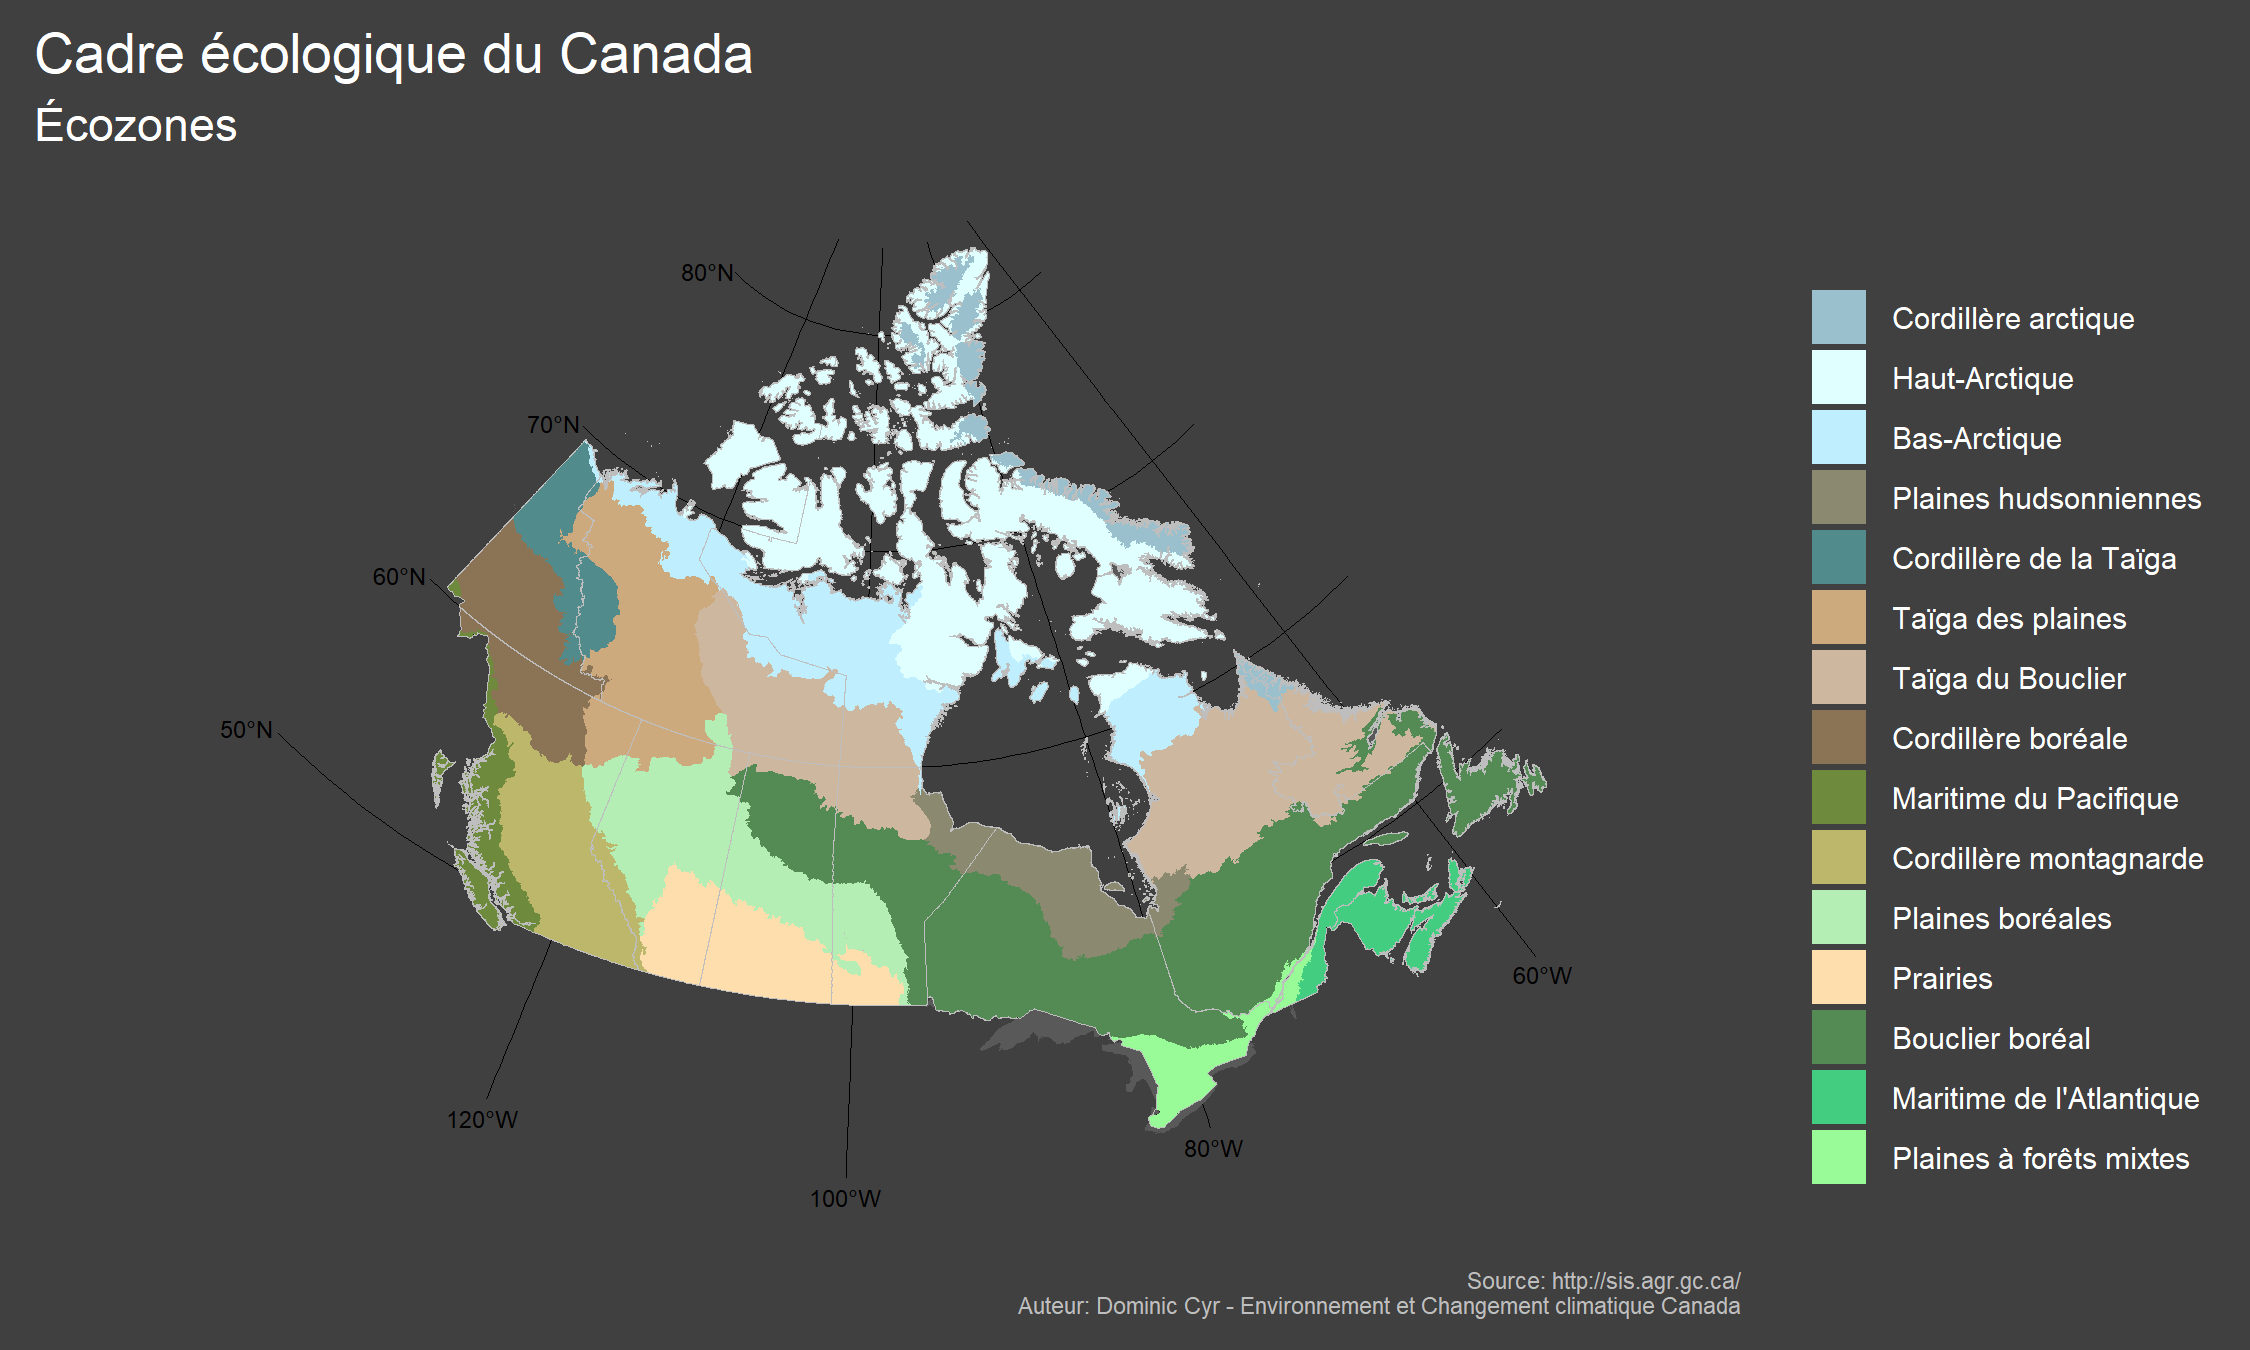 Cadre écologique du Canada
Écozones
80°N
70°N
60°N
50°N
120°W
100°W
80°W
60°W
Cordillère arctique
Haut-Arctique
Bas-Arctique
Plaines hudsonniennes
Cordillère de la Taïga
Taïga des plaines
Taïga du Bouclier
Cordillère boréale
Maritime du Pacifique
Cordillère montagnarde
Plaines boréales
Prairies
Bouclier boréal
Maritime de l'Atlantique
Plaines à forêts mixtes
Source: http://sis.agr.gc.ca/
Auteur: Dominic Cyr - Environnement et Changement climatique Canada